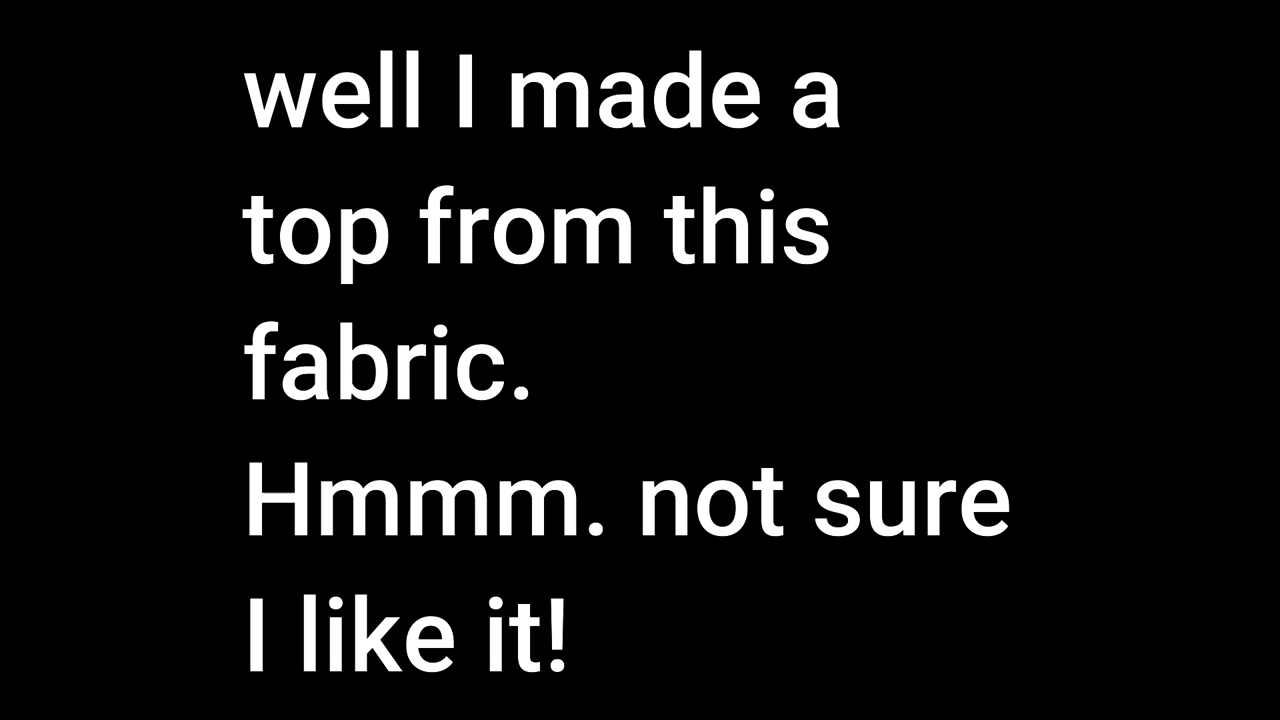 well I made a
top from this
fabric.
Hmmm. not sure
I like it!